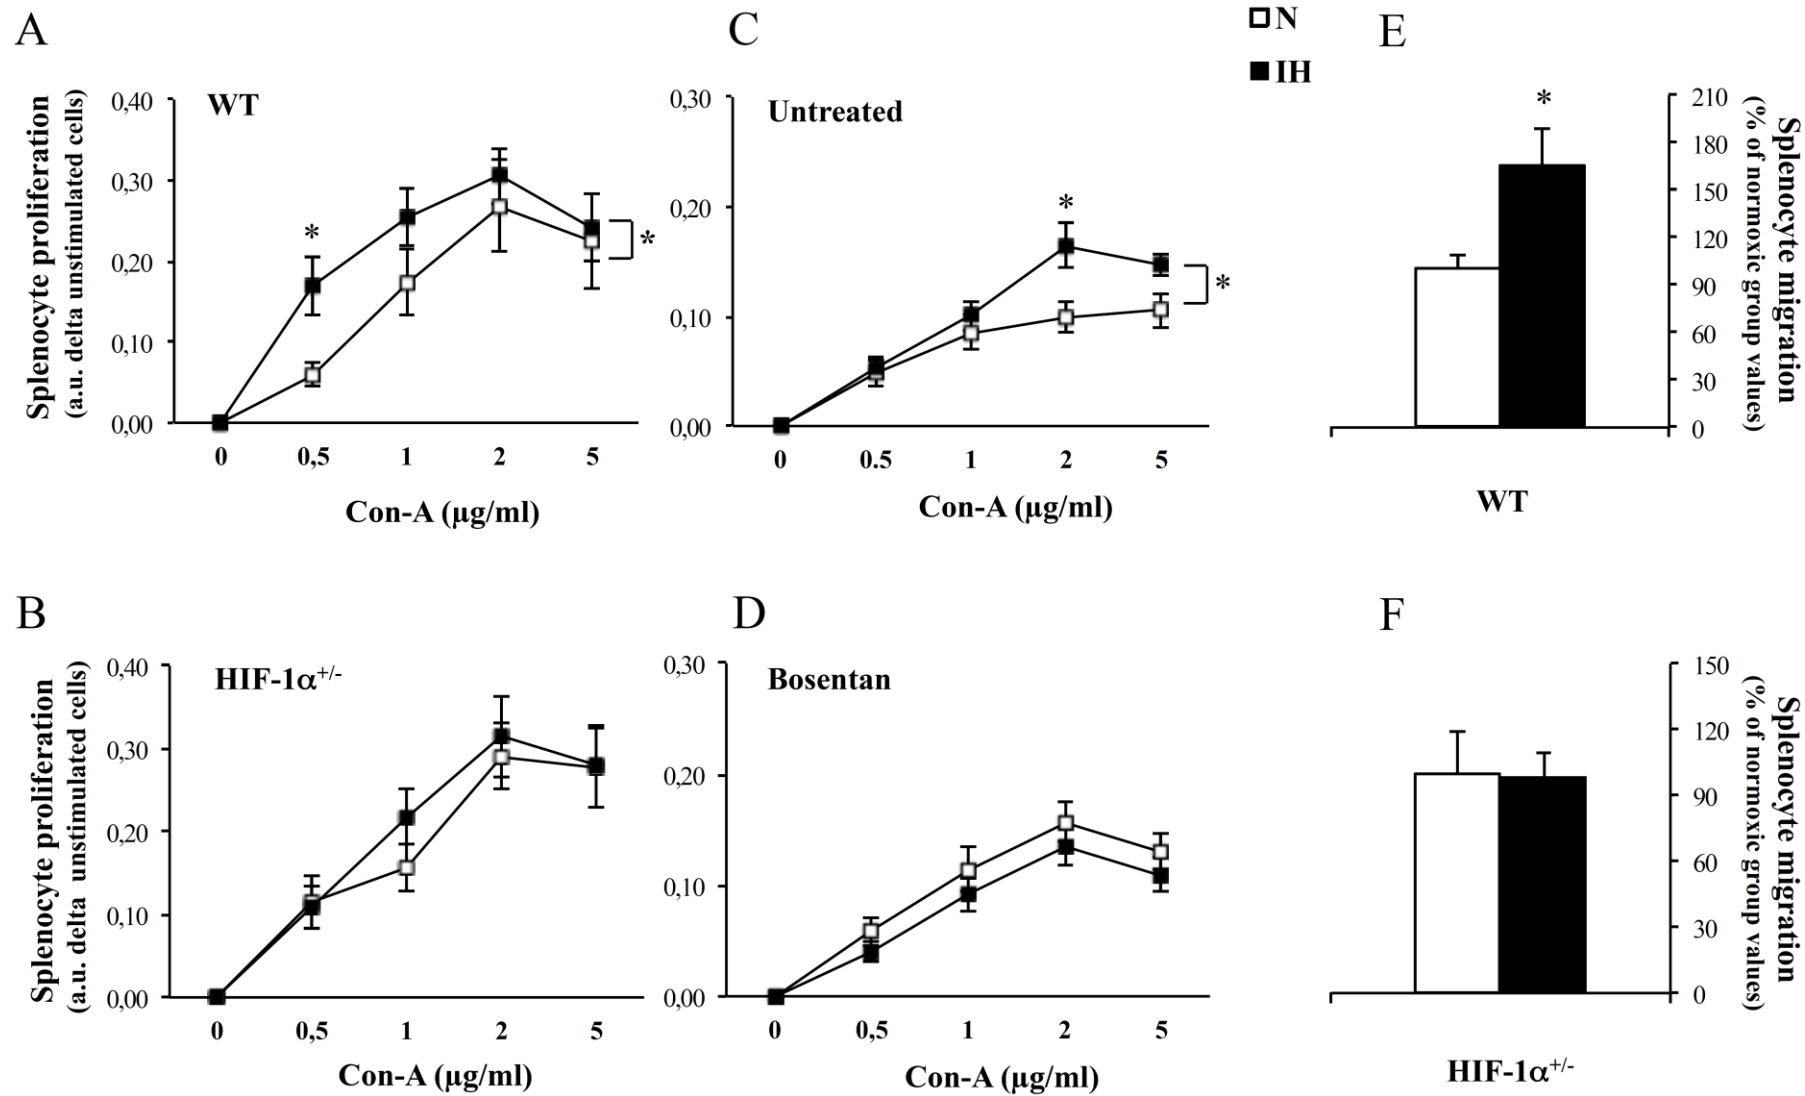 A
Splenocyte proliferation
(a.u. delta unstimulated cells)
WT
0,40
0,30
0,20
0,10
0,00
*
*
0
0,5
1
2
5
Con-A (μg/ml)
C
Untreated
0,30
0,20
0,10
0,00
*
*
0
0.5
1
2
5
Con-A (μg/ml)
N
IH
E
*
210
180
150
120
90
60
30
0
Splenocyte migration
(% of normoxic group values)
WT
B
Splenocyte proliferation
(a.u. delta unstimulated cells)
HIF-1α+/-
0,40
0,30
0,20
0,10
0,00
0
0,5
1
2
5
Con-A (μg/ml)
D
Bosentan
0,30
0,20
0,10
0,00
0
0,5
1
2
5
Con-A (μg/ml)
F
150
120
90
60
30
0
Splenocyte migration
(% of normoxic group values)
HIF-1α+/-